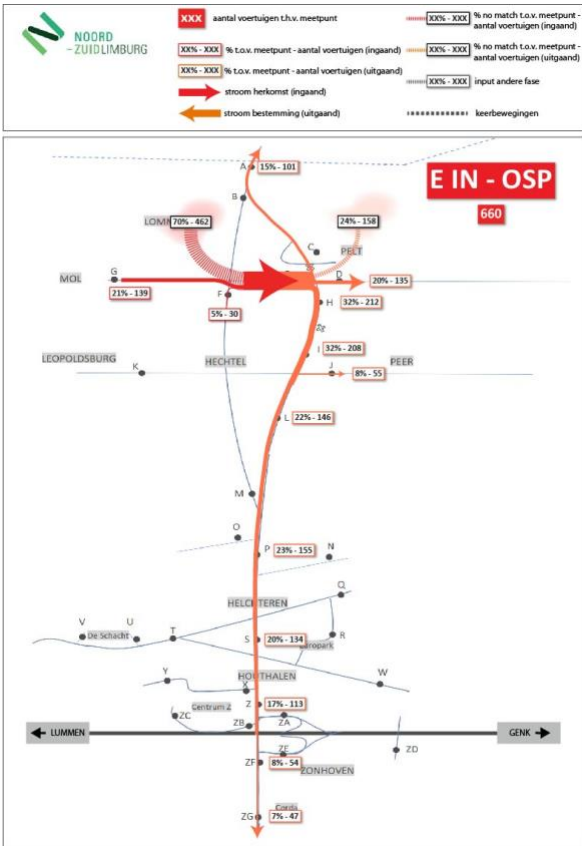 NOORD
-ZUIDLIMBURG
XXX aantal voertuigen t.h.v. meetpunt
XX% - XXX % t.o.v. meetpunt - aantal voertuigen (ingaand)
XX% - XXX % t.o.v. meetpunt - aantal voertuigen (uitgaand)
stroom herkomst (ingaand)
stroom bestemming (uitgaand)
XX% - XXX % no match t.o.v. meetpunt -
aantal voertuigen (ingaand)
XX% - XXX % no match t.o.v. meetpunt -
aantal voertuigen (uitgaand)
XX% - XXX input andere fase
keerbewegingen
E IN - OSP
660
A 15% - 101
B
70% - 462
24% - 158
C
PELT
MOL
G
D
20% - 135
21% - 139
F
H 32% - 212
5% - 30
Zg
I 32% - 208
LEOPOLDSBURG
HECHTEL
PEER
K
J
8% - 55
L 22% - 146
M
O
P 23% - 155
N
Q
HELCHTEREN
V
U
De Schacht
T
S 20% - 134
R
HOUTHALEN
Y
X
W
Z 17% - 113
Centrum Z
ZC
ZB
ZA
LUMMEN
GENK
ZD
ZE
ZF 8% - 54
ZONHOVEN
ZG 7% - 47